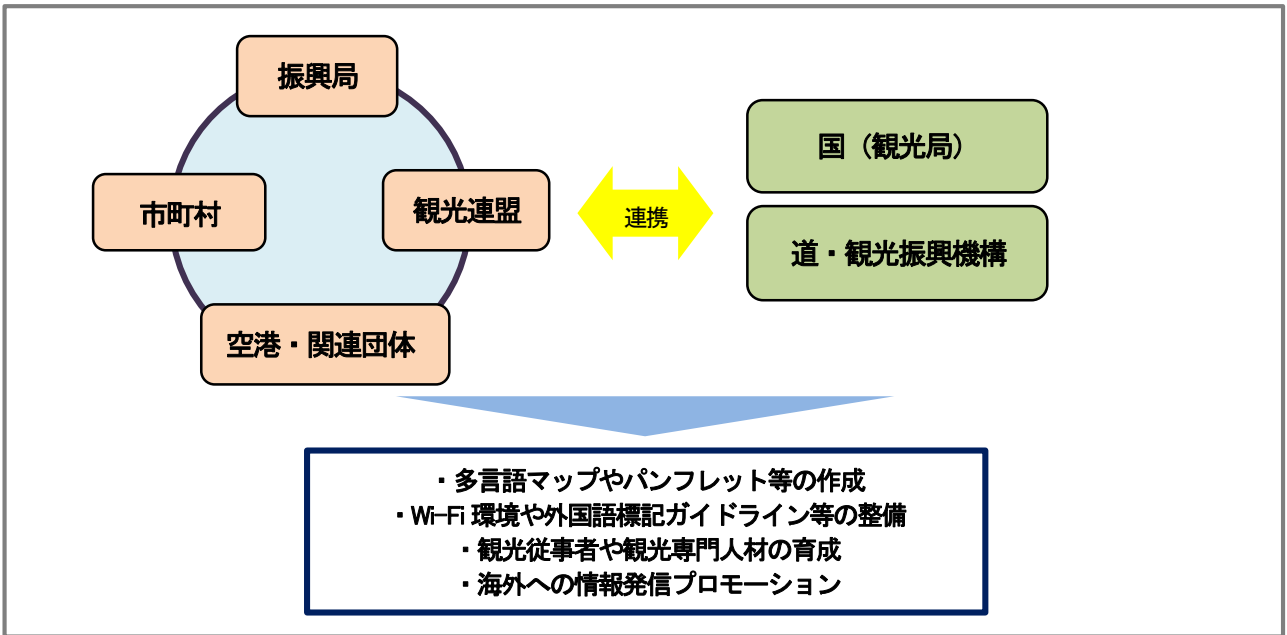 振興局
市町村
観光連盟
空港・関連団体
連携
国（観光局）
道・観光振興機構
・多言語マップやパンフレット等の作成
・Wi-Fi 環境や外国語標記ガイドライン等の整備
・観光従事者や観光専門人材の育成
・海外への情報発信プロモーション